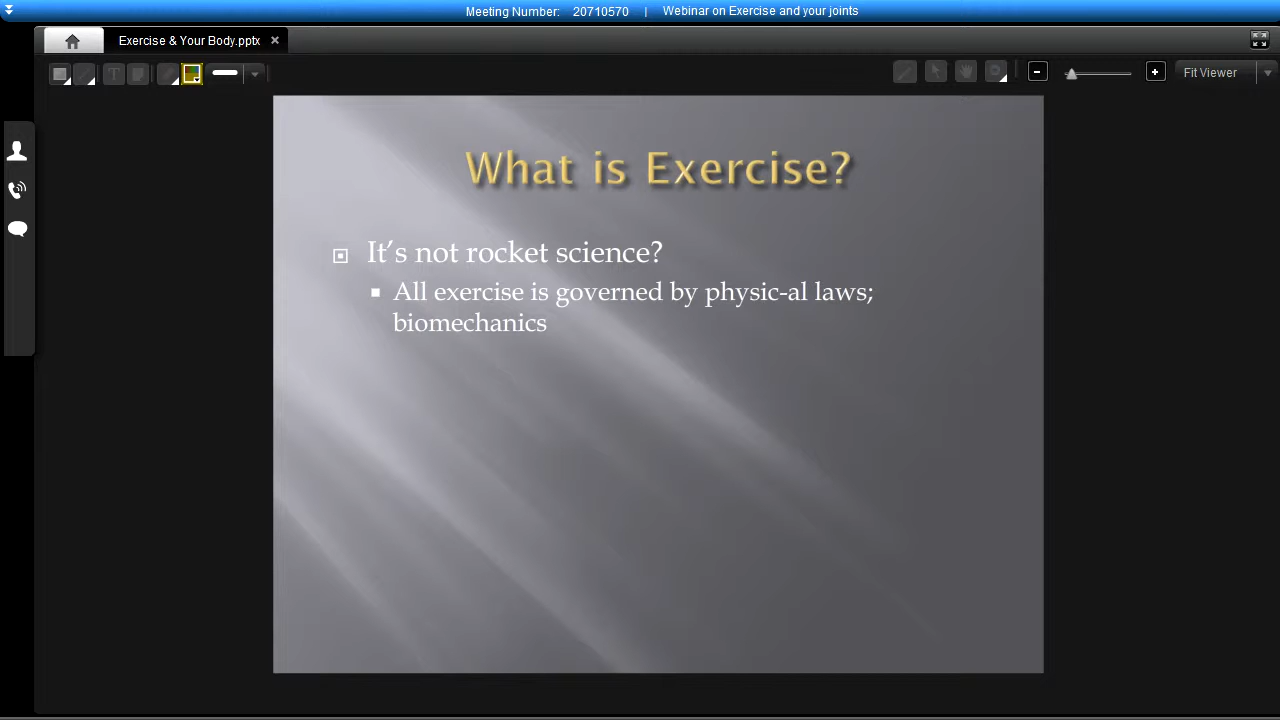 Meeting Number: 20710570 | Webinar on Exercise and your joints
Exercise & Your Body.pptx
Fit Viewer
What is Exercise?
It's not rocket science?
All exercise is governed by physic-al laws;
biomechanics